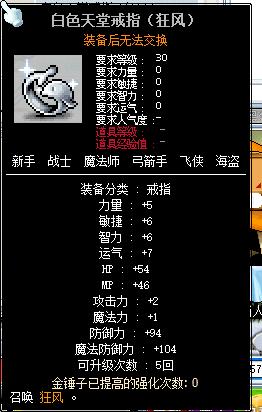 白色天堂戒指（狂风）
装备后无法交换
要求等级： 30
要求力量： 0
要求敏捷： 0
要求智力： 0
要求运气： 0
要求人气度： -
道具等级： -
道具经验值： -
新手 战士 魔法师 弓箭手 飞侠 海盗
装备分类 : 戒指
力量 : +5
敏捷 : +6
智力 : +6
运气 : +7
HP : +54
MP : +46
攻击力 : +2
魔法力 : +1
防御力 : +94
魔法防御力 : +104
可升级次数 : 5回
金锤子已提高的强化次数: 0
召唤 狂风 。